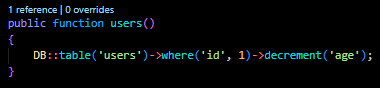 1 reference | 0 overrides
public function users()
{
DB::table('users')->where('id', 1)->decrement('age');
}